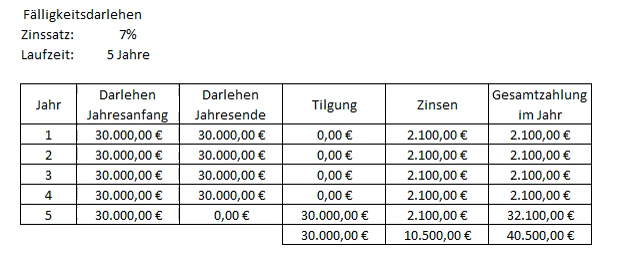 Fälligkeitsdarlehen
Zinssatz: 7%
Laufzeit: 5 Jahre
Jahr Darlehen Jahresanfang Darlehen Jahresende Tilgung Zinsen Gesamtzahlung im Jahr
1 30.000,00 € 30.000,00 € 0,00 € 2.100,00 € 2.100,00 €
2 30.000,00 € 30.000,00 € 0,00 € 2.100,00 € 2.100,00 €
3 30.000,00 € 30.000,00 € 0,00 € 2.100,00 € 2.100,00 €
4 30.000,00 € 30.000,00 € 0,00 € 2.100,00 € 2.100,00 €
5 30.000,00 € 0,00 € 30.000,00 € 2.100,00 € 32.100,00 €
30.000,00 € 10.500,00 € 40.500,00 €